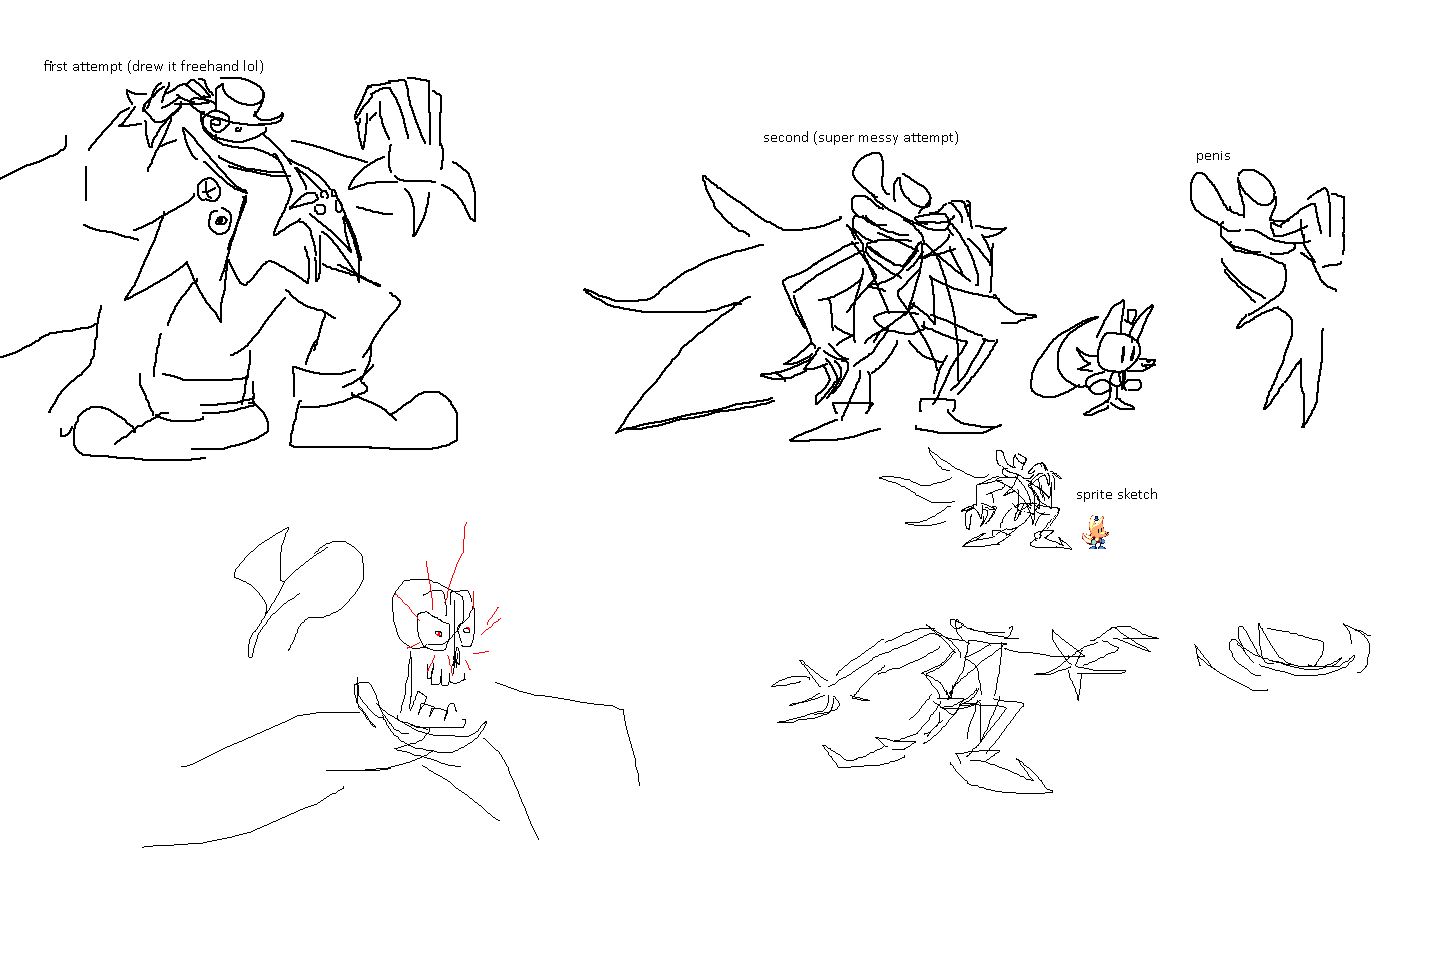 first attempt (drew it freehand lol)
second (super messy attempt)
penis
sprite sketch